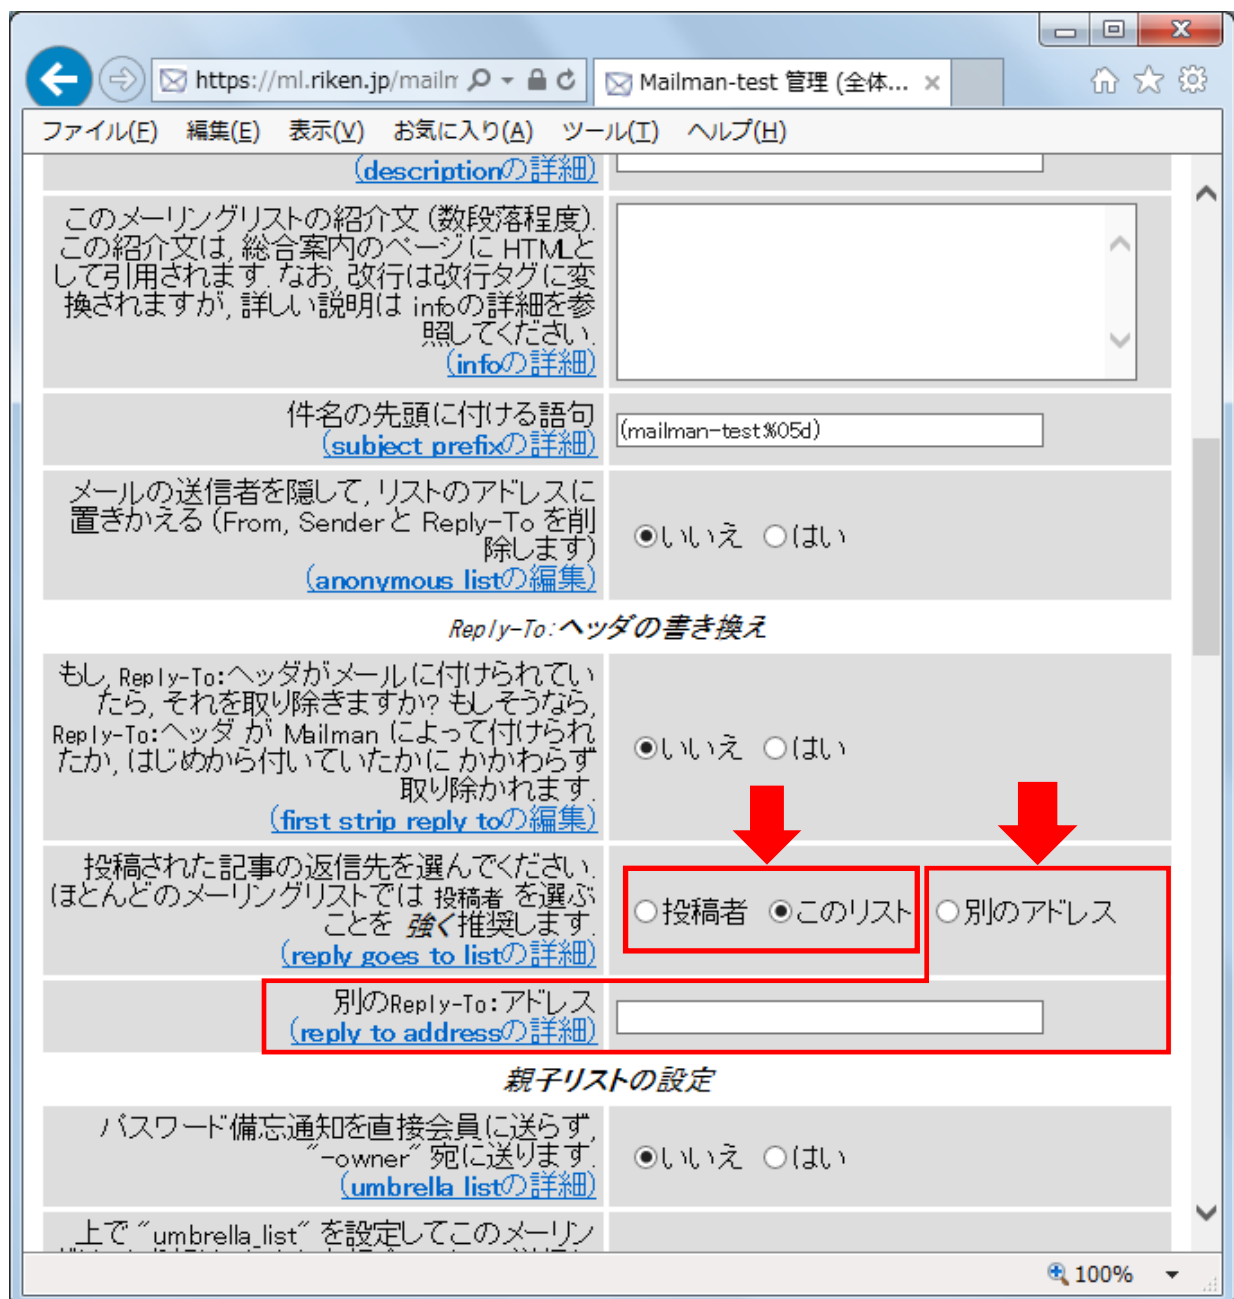 https://ml.riken.jp/mailm
Mailman-test 管理 (全体...
ファイル(F) 編集(E) 表示(V) お気に入り(A) ツール(T) ヘルプ(H)
(descriptionの詳細)
このメーリングリストの紹介文 (数段落程度).
この紹介文は, 総合案内のページに HTMLと
して引用されます. なお, 改行は改行タグに変
換されますが, 詳しい説明は infoの詳細を参
照してください.
(infoの詳細)
件名の先頭に付ける語句
(subject prefixの詳細)
(mailman-test%05d)
メールの送信者を隠して, リストのアドレスに
置きかえる (From, Sender と Reply-To を削
除します)
(anonymous listの編集)
いいえ はい
Reply-To:ヘッダの書き換え
もし, Reply-To:ヘッダがメールに付けられてい
たら, それを取り除きますか? もしそうなら,
Reply-To:ヘッダ が Mailman によって付けられ
たか, はじめから付いていたかに かかわらず
取り除かれます.
(first strip reply toの編集)
いいえ はい
投稿された記事の返信先を選んでください.
ほとんどのメーリングリストでは 投稿者 を選ぶ
ことを 強く推奨します.
(reply goes to listの詳細)
投稿者 このリスト 別のアドレス
別のReply-To:アドレス
(reply to addressの詳細)
親子リストの設定
パスワード備忘通知を直接会員に送らず,
"-owner" 宛に送ります.
(umbrella listの詳細)
いいえ はい
上で "umbrella_list" を設定してこのメーリン
100%